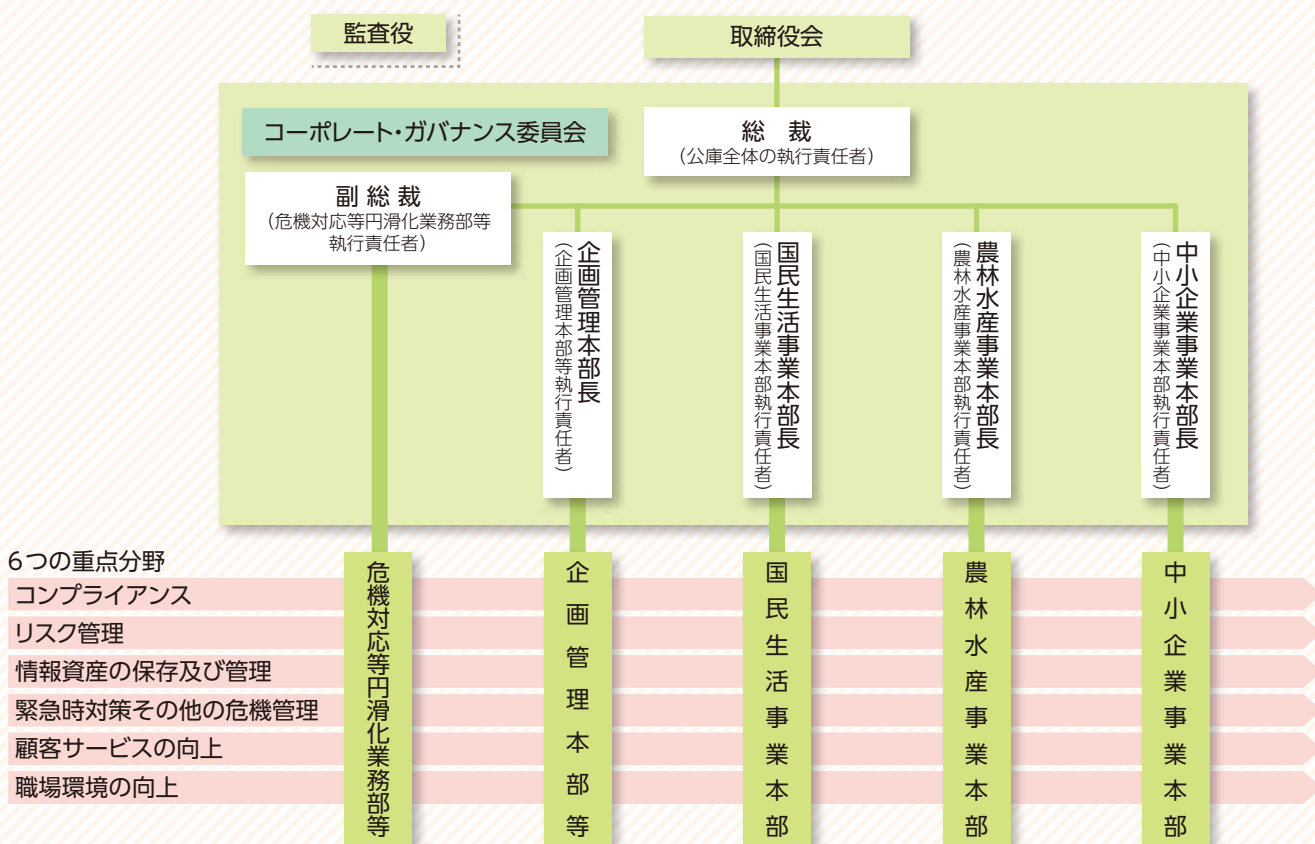 監査役
取締役会
コーポレート・ガバナンス委員会
総　裁
（公庫全体の執行責任者）
副 総 裁
（危機対応等円滑化業務部等
執行責任者）
企画管理本部長
（企画管理本部等執行責任者）
国民生活事業本部長
（国民生活事業本部執行責任者）
農林水産事業本部長
（農林水産事業本部執行責任者）
中小企業事業本部長
（中小企業事業本部執行責任者）
6つの重点分野
コンプライアンス
リスク管理
情報資産の保存及び管理
緊急時対策その他の危機管理
顧客サービスの向上
職場環境の向上
危機対応等円滑化業務部等
企画管理本部等
国民生活事業本部
農林水産事業本部
中小企業事業本部